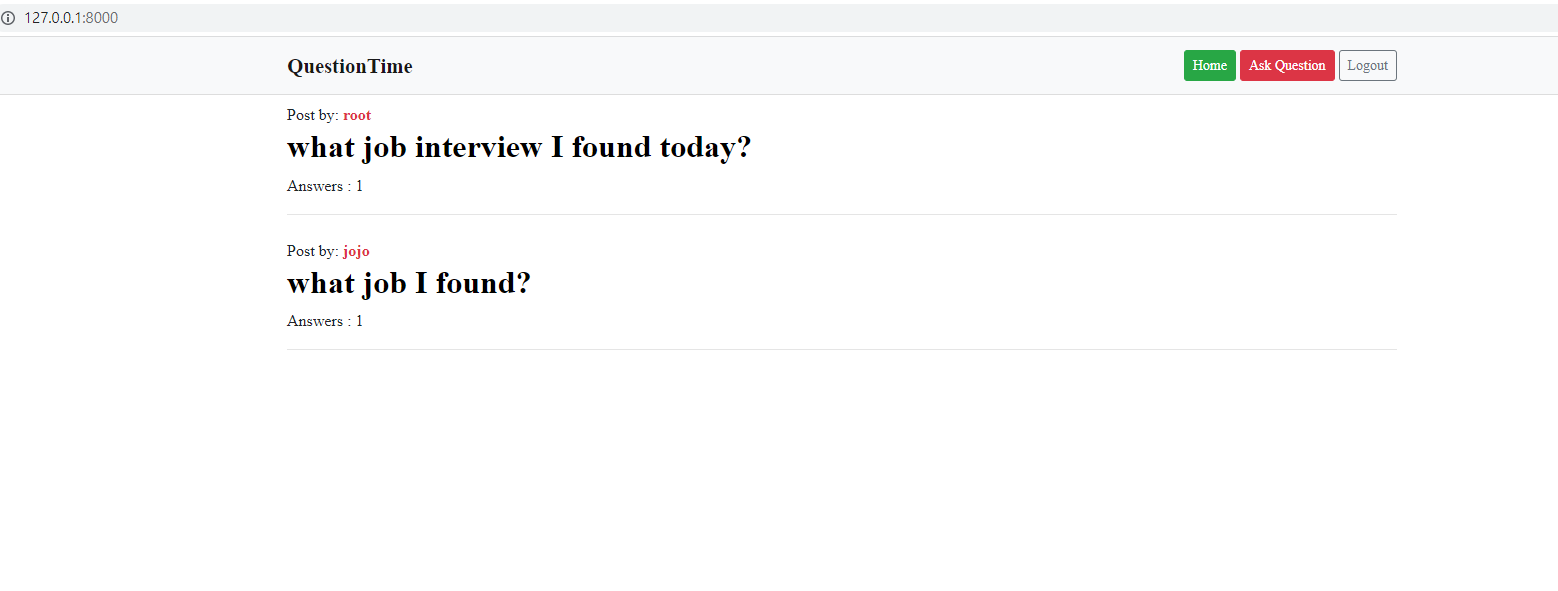 127.0.0.1:8000
QuestionTime Home Ask Question Logout
Post by: root
what job interview I found today?
Answers : 1
Post by: jojo
what job I found?
Answers : 1